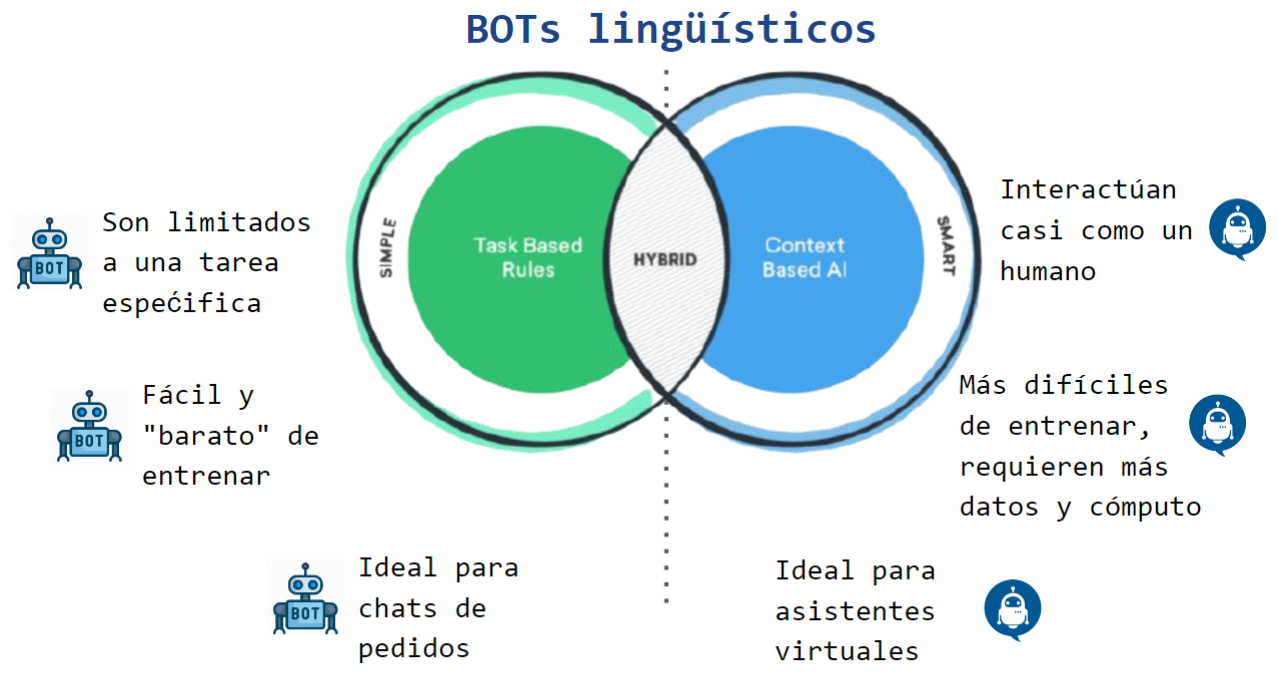 BOTs lingüísticos
Son limitados
a una tarea
espećifica
Fácil y
"barato" de
entrenar
Ideal para
chats de
pedidos
SIMPLE
Task Based
Rules
HYBRID
Context
Based AI
SMART
Interactúan
casi como un
humano
Más difíciles
de entrenar,
requieren más
datos y cómputo
Ideal para
asistentes
virtuales
BOT
BOT
BOT